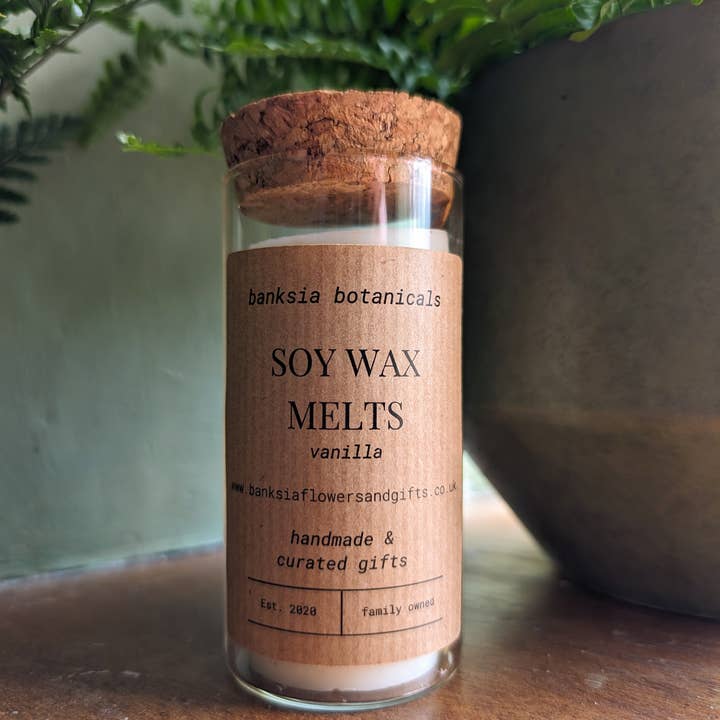 banksia botanicals
SOY WAX
MELTS
vanilla
www.banksiaflowersandgifts.co.uk
handmade &
curated gifts
Est. 2020
family owned